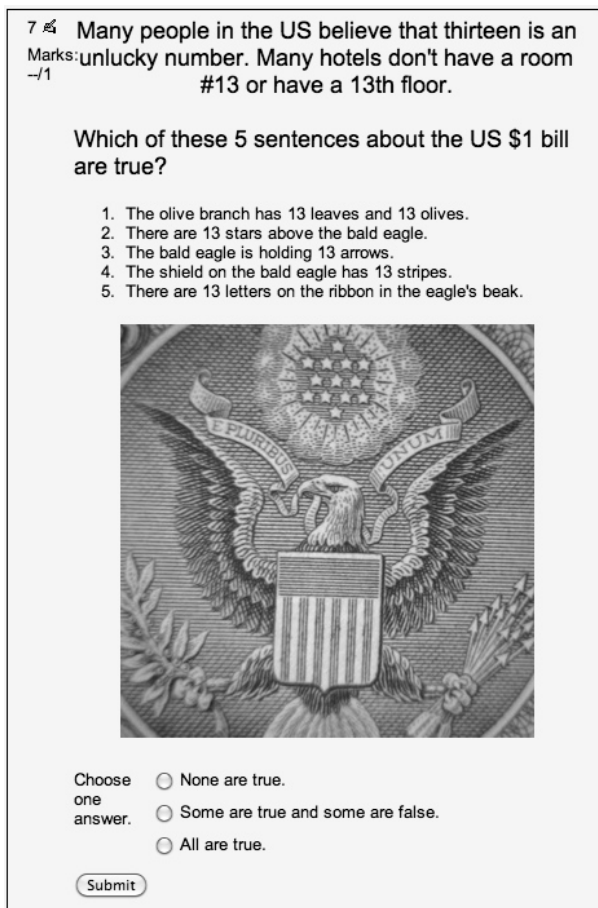 7 Many people in the US believe that thirteen is an
Marks: unlucky number. Many hotels don't have a room
--/1 #13 or have a 13th floor.
Which of these 5 sentences about the US $1 bill
are true?
1. The olive branch has 13 leaves and 13 olives.
2. There are 13 stars above the bald eagle.
3. The bald eagle is holding 13 arrows.
4. The shield on the bald eagle has 13 stripes.
5. There are 13 letters on the ribbon in the eagle's beak.
E PLURIBUS UNUM
Choose
one
answer.
None are true.
Some are true and some are false.
All are true.
Submit